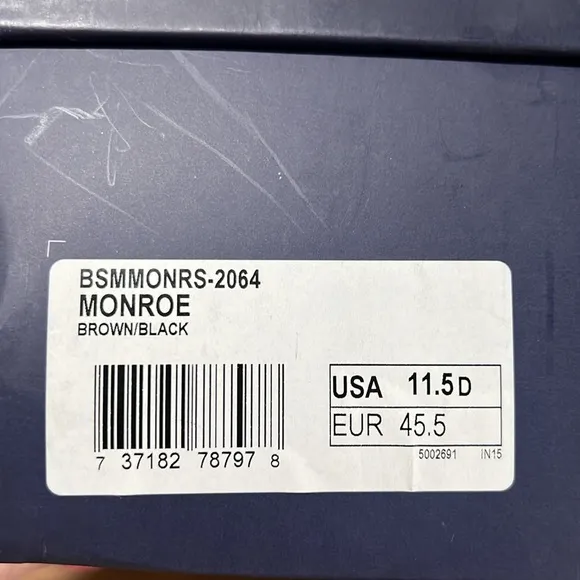 BSMMONRS-2064
MONROE
BROWN/BLACK
7 37182 78797 8
USA 11.5 D
EUR 45.5
5002691 IN15